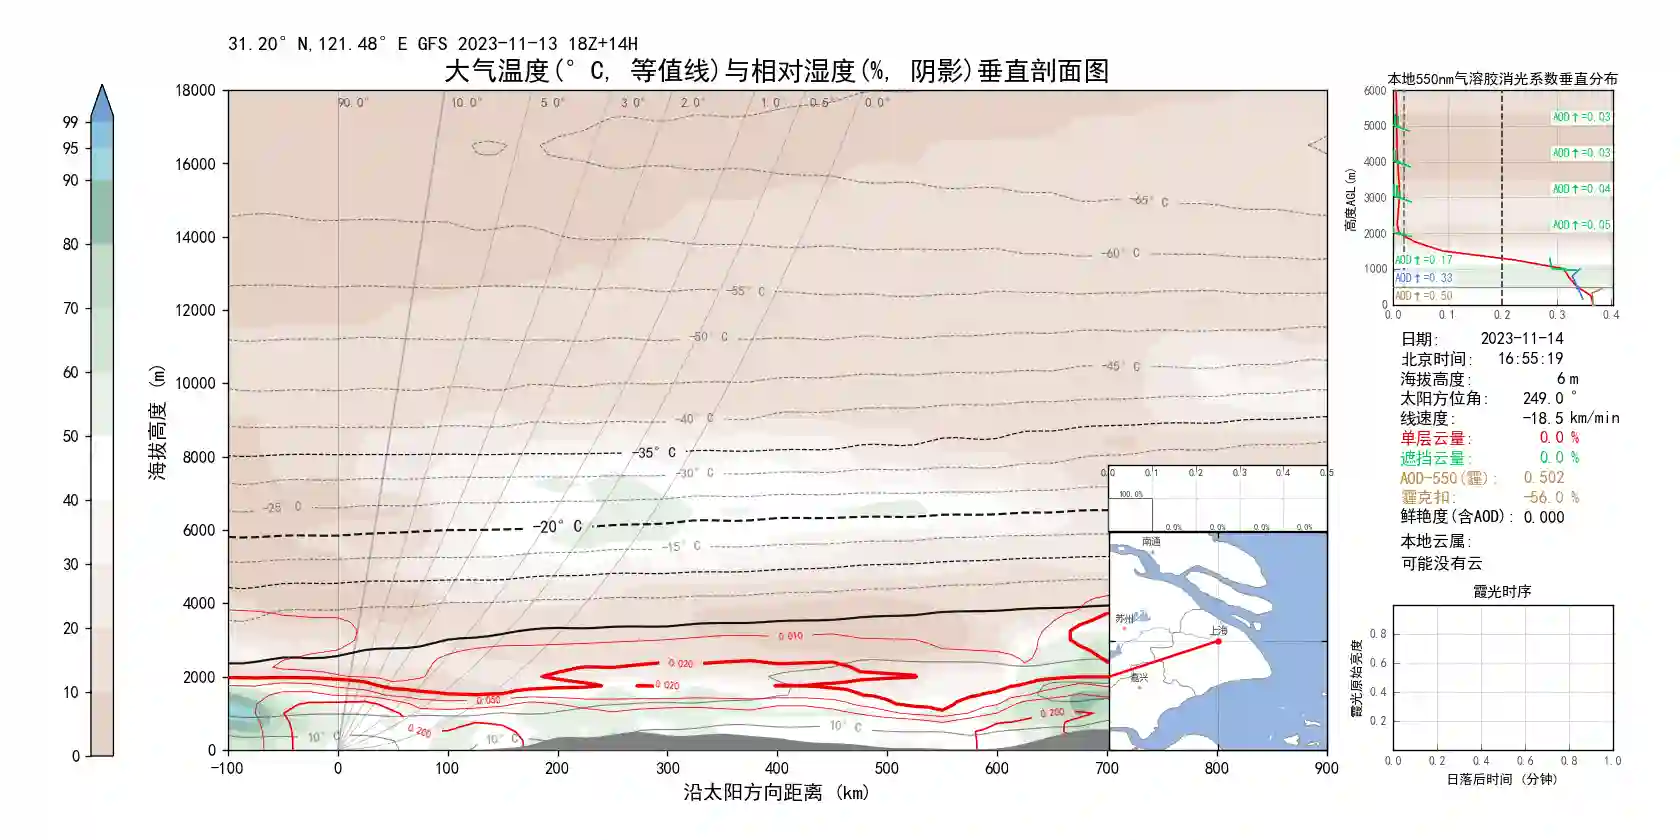 31.20° N,121.48° E GFS 2023-11-13 18Z+14H
大气温度(° C, 等值线)与相对湿度(%, 阴影)垂直剖面图
99
95
90
80
70
60
50
40
30
20
10
0
海拔高度 (m)
18000
16000
14000
12000
10000
8000
6000
4000
2000
0
90.0° 10.0° 5.0° 3.0° 2.0° 1.0° 0.5° 0.0°
-65° C
-60° C
-55° C
-50° C
-45° C
-40° C
-35° C
-30° C
-25° C
-20° C
-15° C
0.010
0.020
0.020
0.050
0.200
0.200
10° C
10° C
10° C
-100 0 100 200 300 400 500 600 700 800 900
沿太阳方向距离 (km)
0.0 0.1 0.2 0.3 0.4 0.5
100.0%
0.0% 0.0% 0.0% 0.0%
南通
苏州
上海
嘉兴
本地550nm气溶胶消光系数垂直分布
高度AGL(m)
6000
5000
4000
3000
2000
1000
0
AOD↑=0.03
AOD↑=0.03
AOD↑=0.04
AOD↑=0.05
AOD↑=0.17
AOD↑=0.33
AOD↑=0.50
0.0 0.1 0.2 0.3 0.4
日期: 2023-11-14
北京时间: 16:55:19
海拔高度: 6 m
太阳方位角: 249.0 °
线速度: -18.5 km/min
单层云量: 0.0 %
遮挡云量: 0.0 %
AOD-550(霾): 0.502
霾克扣: -56.0 %
鲜艳度(含AOD): 0.000
本地云属:
可能没有云
霞光时序
霞光原始亮度
0.8
0.6
0.4
0.2
0.0 0.2 0.4 0.6 0.8 1.0
日落后时间 (分钟)